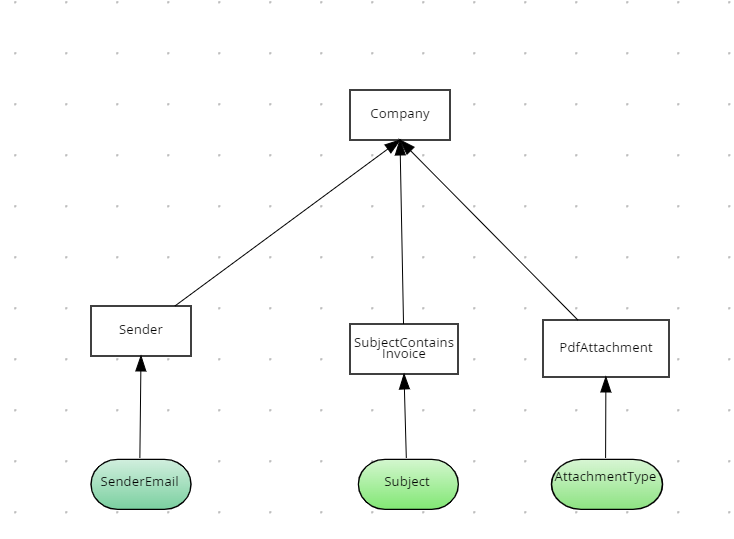 Company
Sender
SubjectContains
Invoice
PdfAttachment
SenderEmail
Subject
AttachmentType